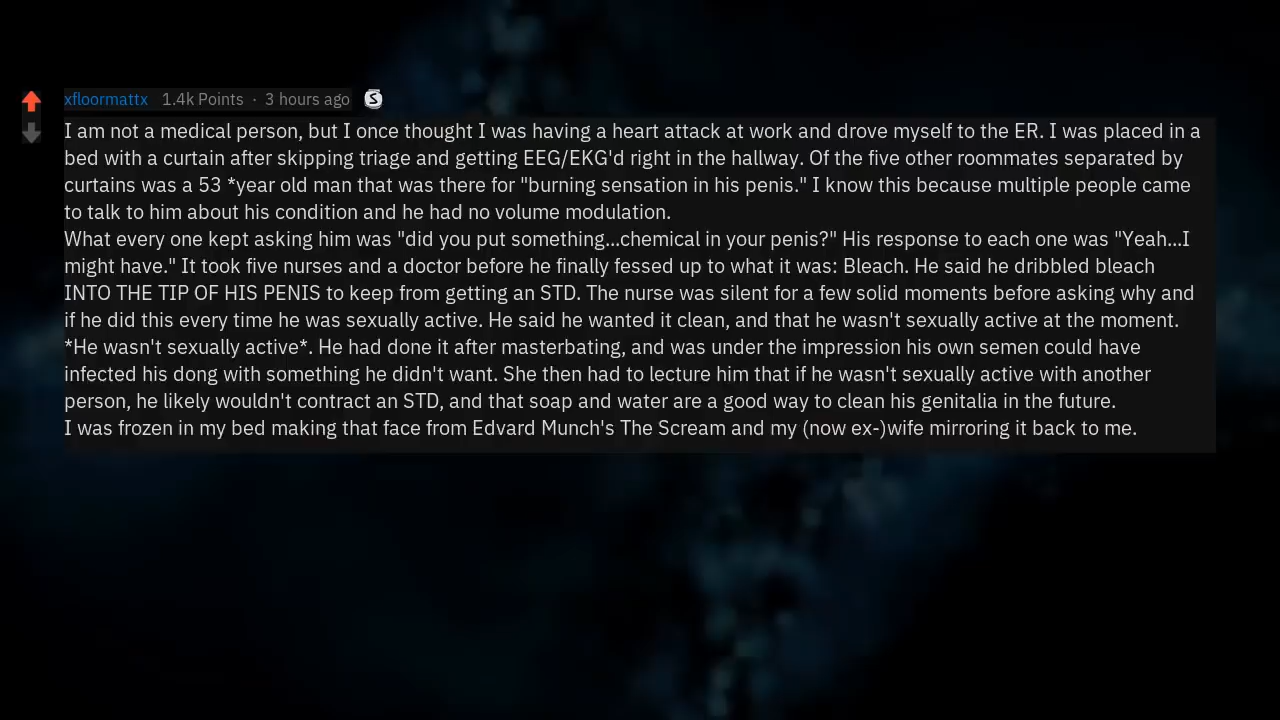 xfloormattx 1.4k Points · 3 hours ago S
I am not a medical person, but I once thought I was having a heart attack at work and drove myself to the ER. I was placed in a
bed with a curtain after skipping triage and getting EEG/EKG'd right in the hallway. Of the five other roommates separated by
curtains was a 53 *year old man that was there for "burning sensation in his penis." I know this because multiple people came
to talk to him about his condition and he had no volume modulation.
What every one kept asking him was "did you put something...chemical in your penis?" His response to each one was "Yeah...I
might have." It took five nurses and a doctor before he finally fessed up to what it was: Bleach. He said he dribbled bleach
INTO THE TIP OF HIS PENIS to keep from getting an STD. The nurse was silent for a few solid moments before asking why and
if he did this every time he was sexually active. He said he wanted it clean, and that he wasn't sexually active at the moment.
*He wasn't sexually active*. He had done it after masterbating, and was under the impression his own semen could have
infected his dong with something he didn't want. She then had to lecture him that if he wasn't sexually active with another
person, he likely wouldn't contract an STD, and that soap and water are a good way to clean his genitalia in the future.
I was frozen in my bed making that face from Edvard Munch's The Scream and my (now ex-)wife mirroring it back to me.